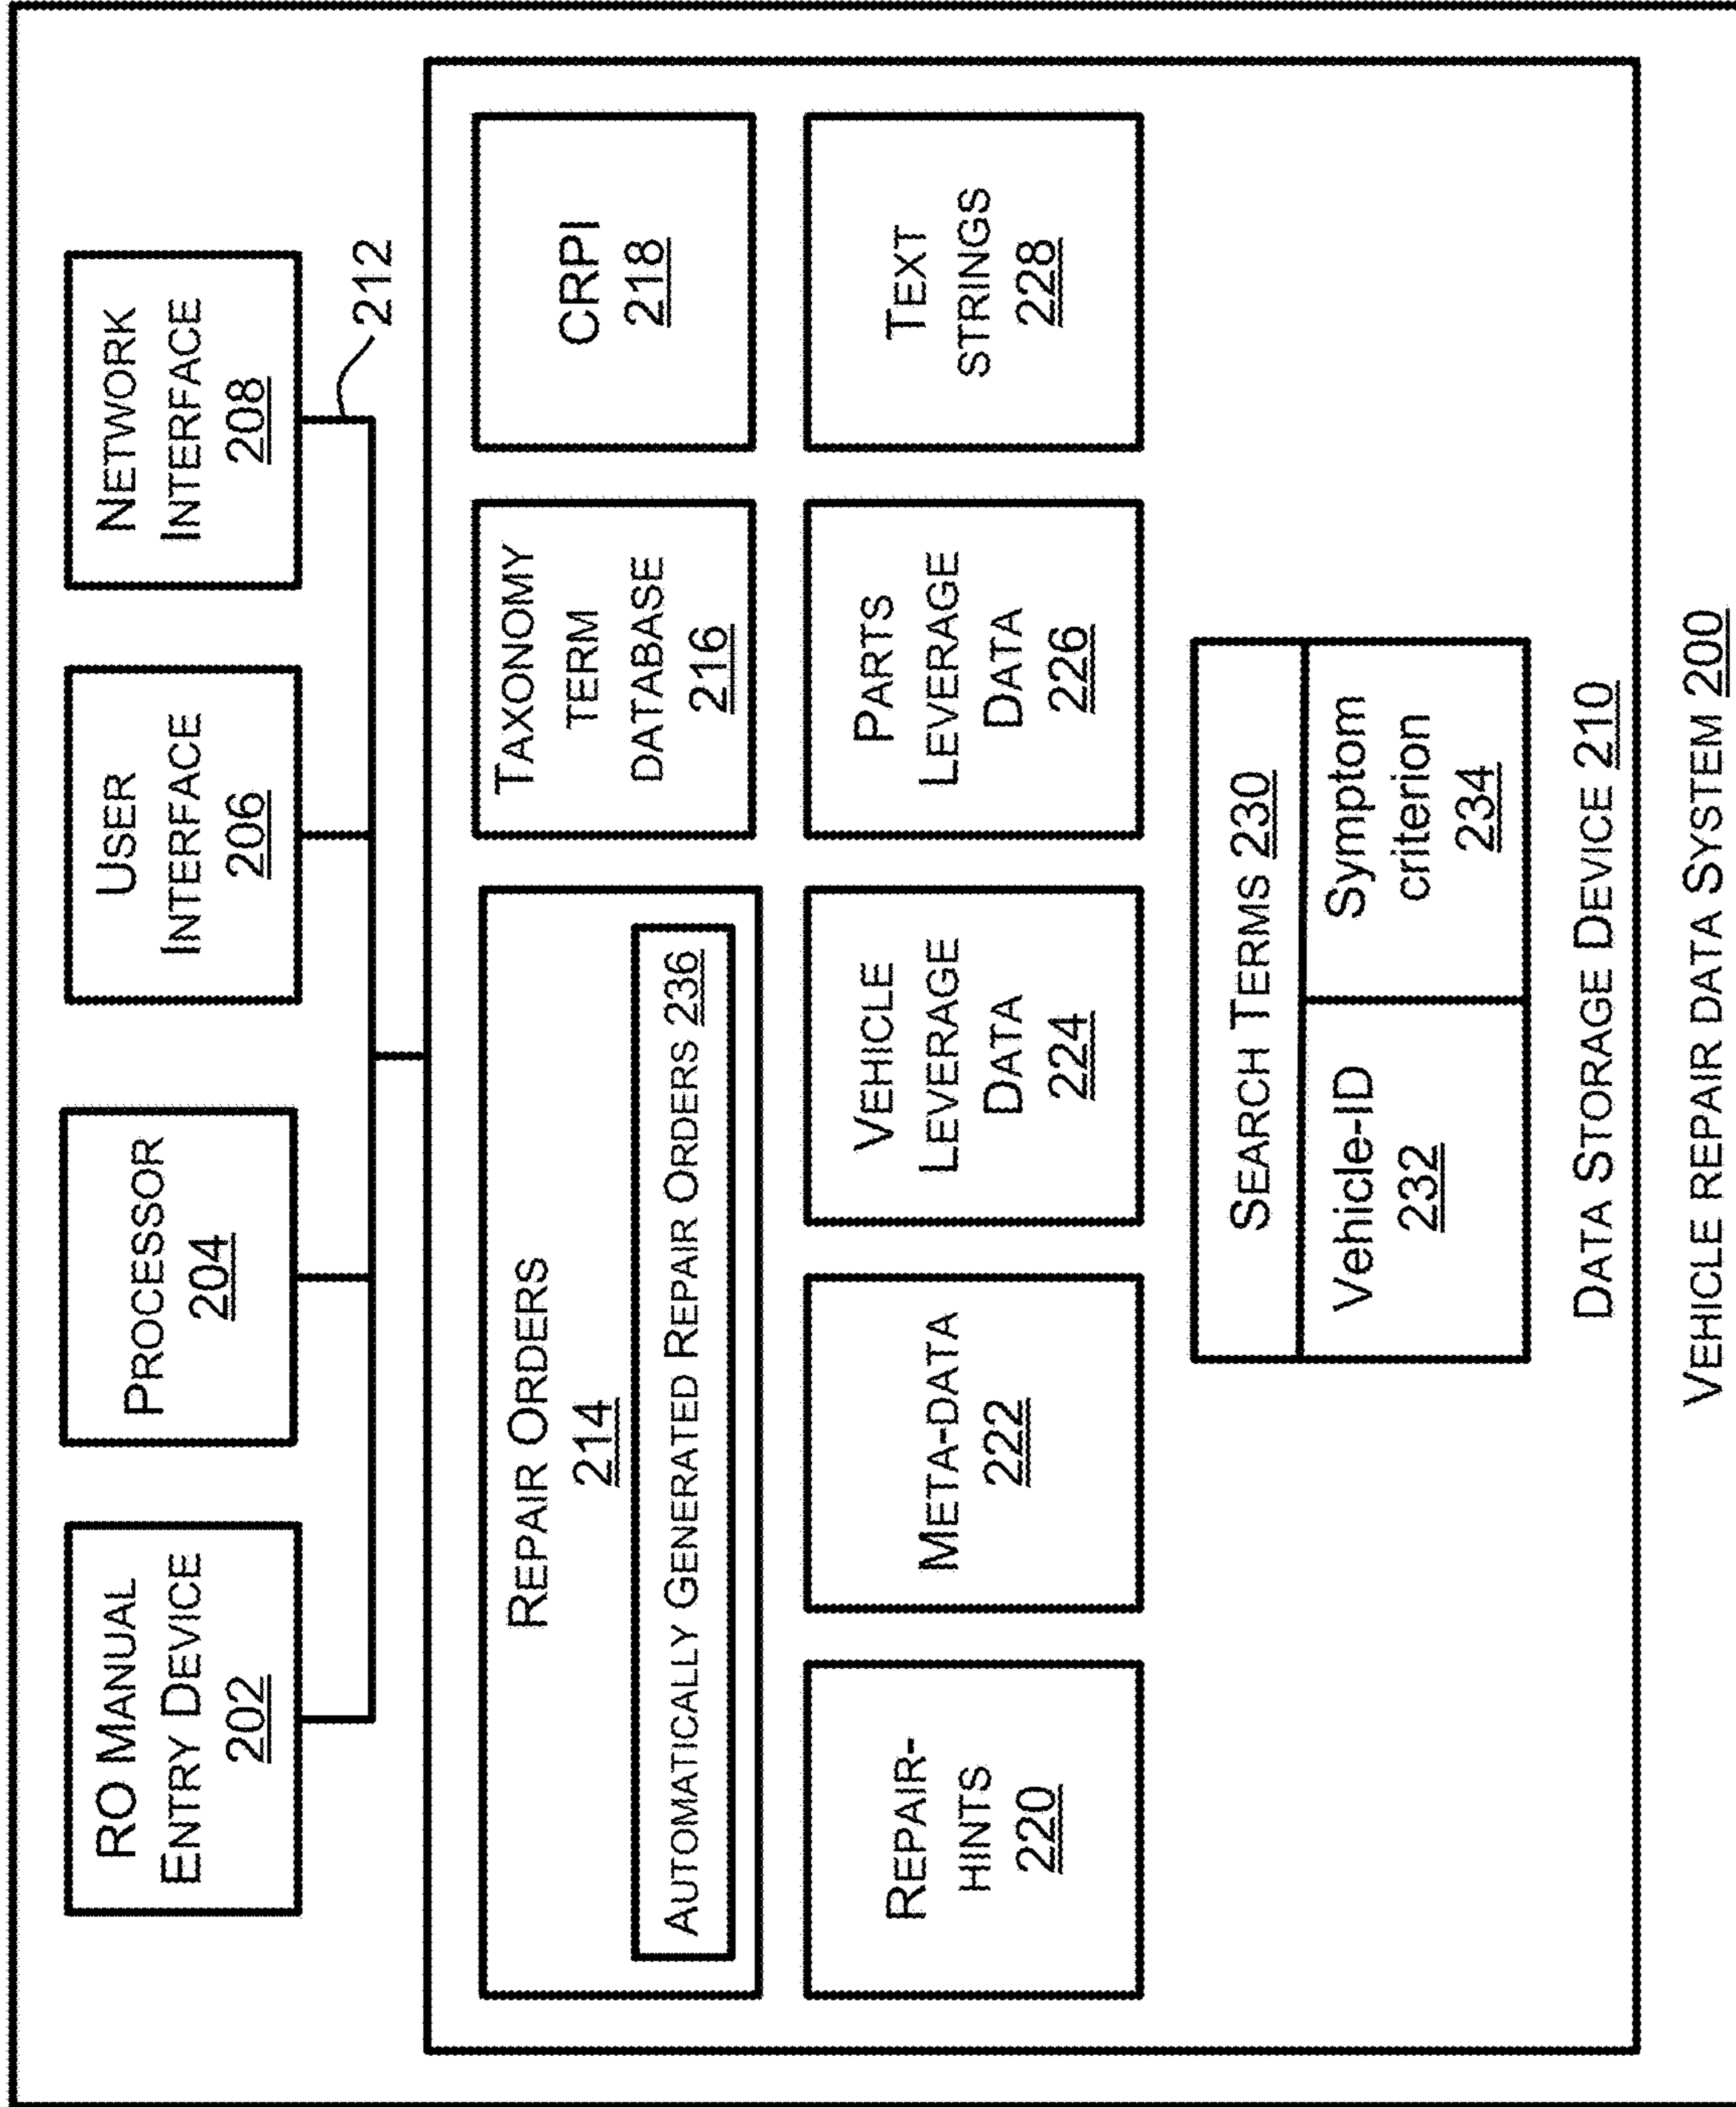 RO MANUAL
ENTRY DEVICE
202
PROCESSOR
204
USER
INTERFACE
206
NETWORK
INTERFACE
208
212
REPAIR ORDERS
214
AUTOMATICALLY GENERATED REPAIR ORDERS 236
TAXONOMY
TERM
DATABASE
216
CRPI
218
REPAIR-
HINTS
220
META-DATA
222
VEHICLE
LEVERAGE
DATA
224
PARTS
LEVERAGE
DATA
226
TEXT
STRINGS
228
SEARCH TERMS 230
Vehicle-ID
232
Symptom
criterion
234
DATA STORAGE DEVICE 210
VEHICLE REPAIR DATA SYSTEM 200